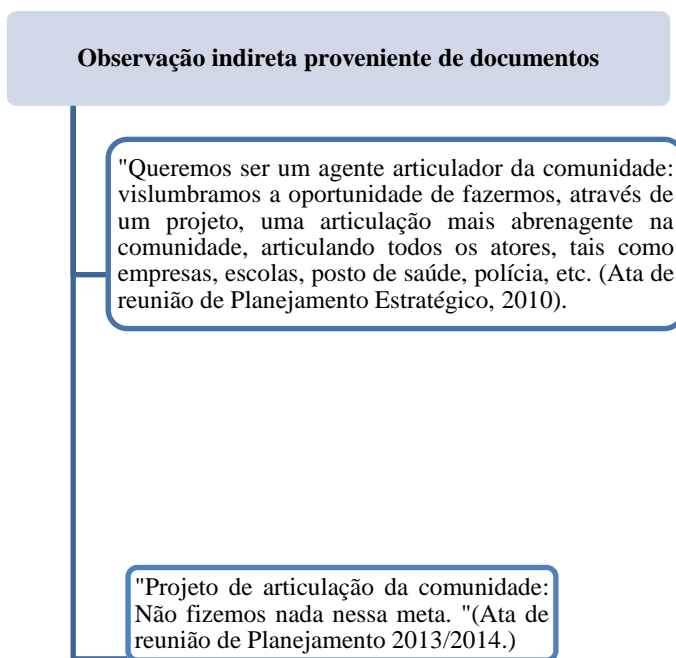 Observação indireta proveniente de documentos
"Queremos ser um agente articulador da comunidade:
vislumbramos a oportunidade de fazermos, através de
um projeto, uma articulação mais abrenagente na
comunidade, articulando todos os atores, tais como
empresas, escolas, posto de saúde, polícia, etc. (Ata de
reunião de Planejamento Estratégico, 2010).
"Projeto de articulação da comunidade:
Não fizemos nada nessa meta. "(Ata de
reunião de Planejamento 2013/2014.)